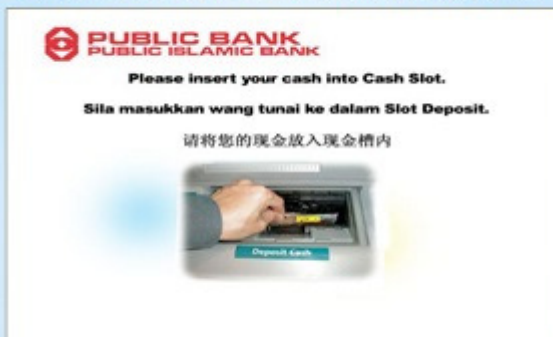 PUBLIC BANK
PUBLIC ISLAMIC BANK
Please insert your cash into Cash Slot.
Sila masukkan wang tunai ke dalam Slot Deposit.
请将您的现金放入现金槽内
Deposit Cash